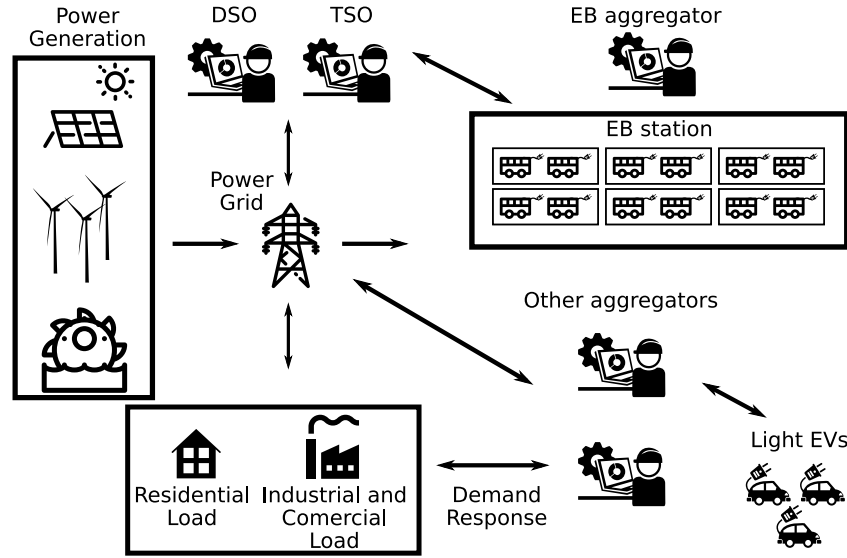 Power
Generation
DSO
TSO
EB aggregator
EB station
Power
Grid
Other aggregators
Light EVs
Residential
Load
Industrial and
Comercial
Load
Demand
Response